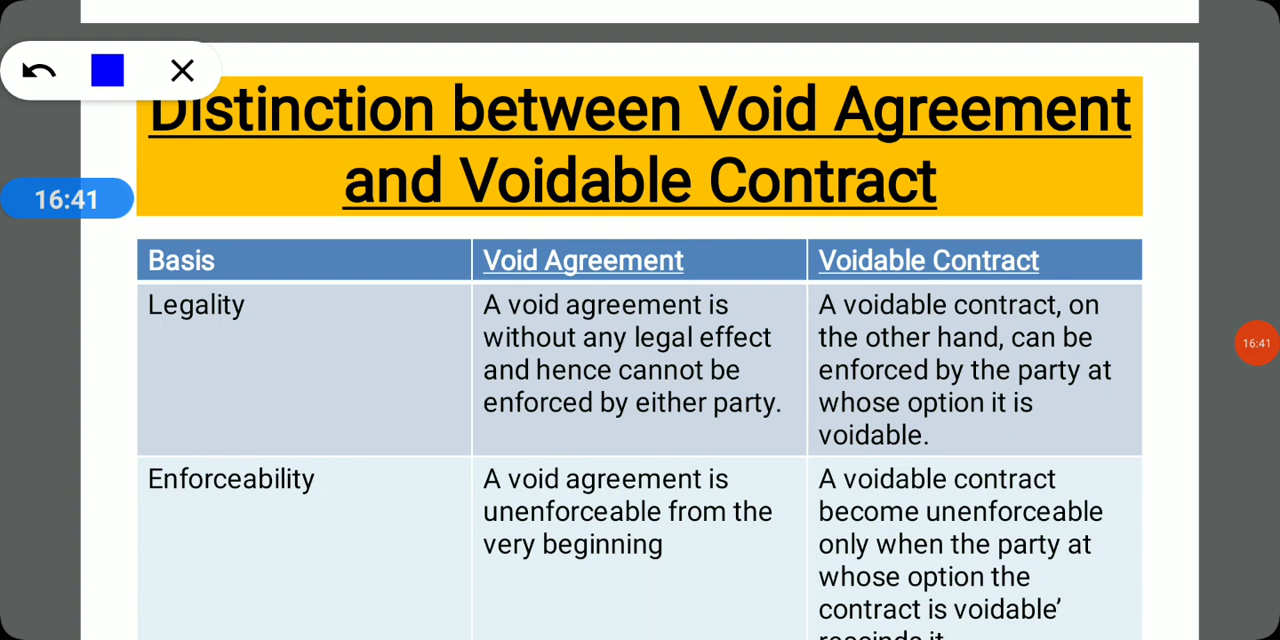 Distinction between Void Agreement
and Voidable Contract
16:41
16:41
Basis
Void Agreement
Voidable Contract
Legality
A void agreement is
without any legal effect
and hence cannot be
enforced by either party.
A voidable contract, on
the other hand, can be
enforced by the party at
whose option it is
voidable.
Enforceability
A void agreement is
unenforceable from the
very beginning
A voidable contract
become unenforceable
only when the party at
whose option the
contract is voidable’
rescinds it